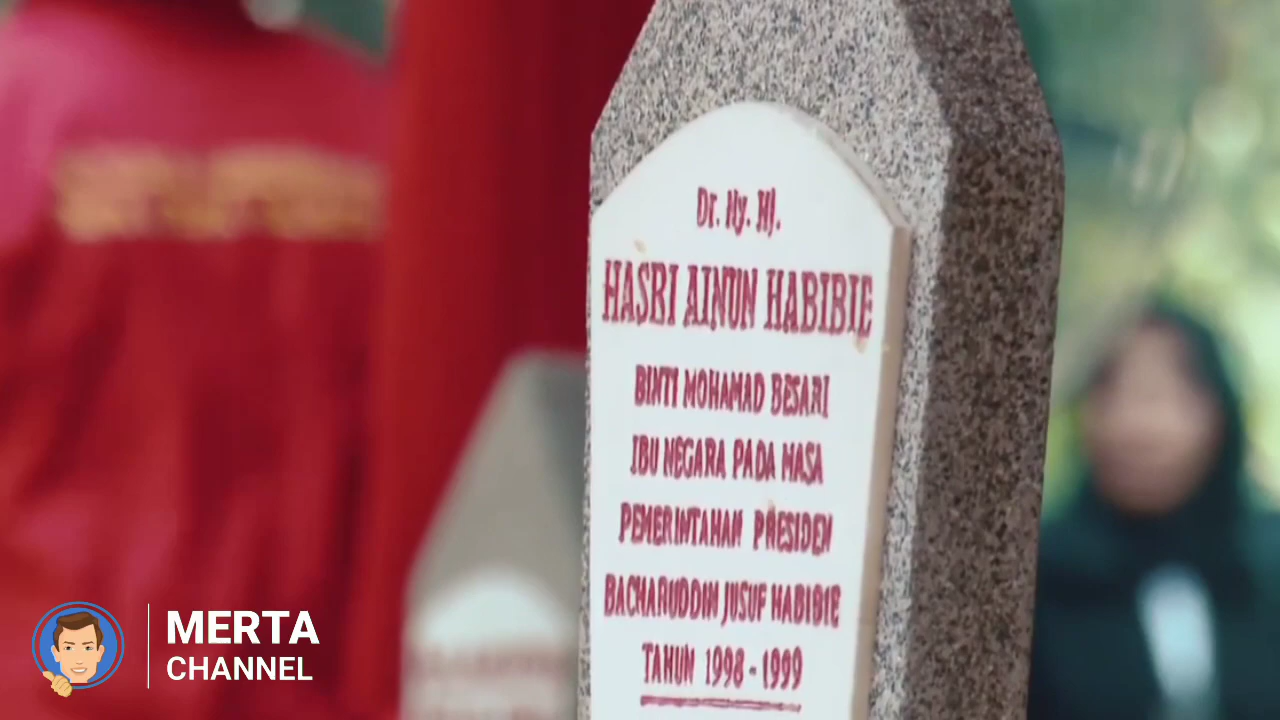 Dr. Hy. Hj.
HASRI AINUN HABIBIE
BINTI MOHAMAD BESARI
IBU NEGARA PADA MASA
PEMERINTAHAN PRESIDEN
BACHARUDDIN JUSUF HABIBIE
TAHUN 1998 - 1999
MERTA
CHANNEL